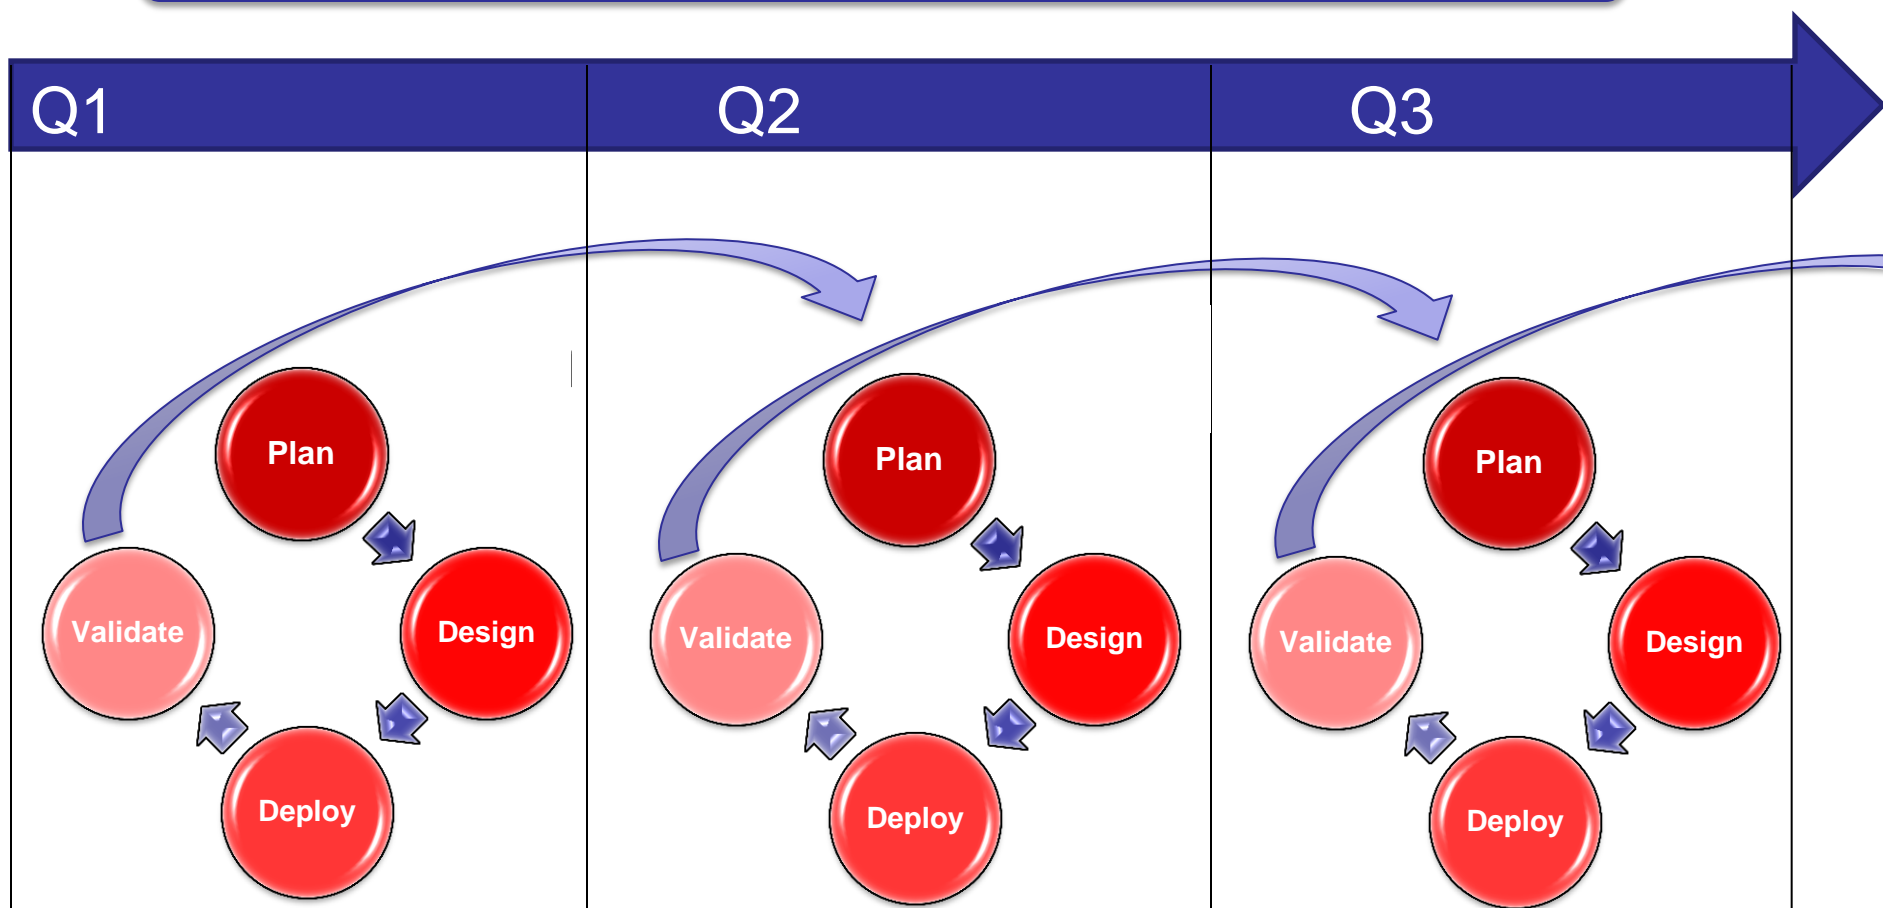 Q1
Q2
Q3
Plan
Design
Deploy
Validate
Plan
Design
Deploy
Validate
Plan
Design
Deploy
Validate